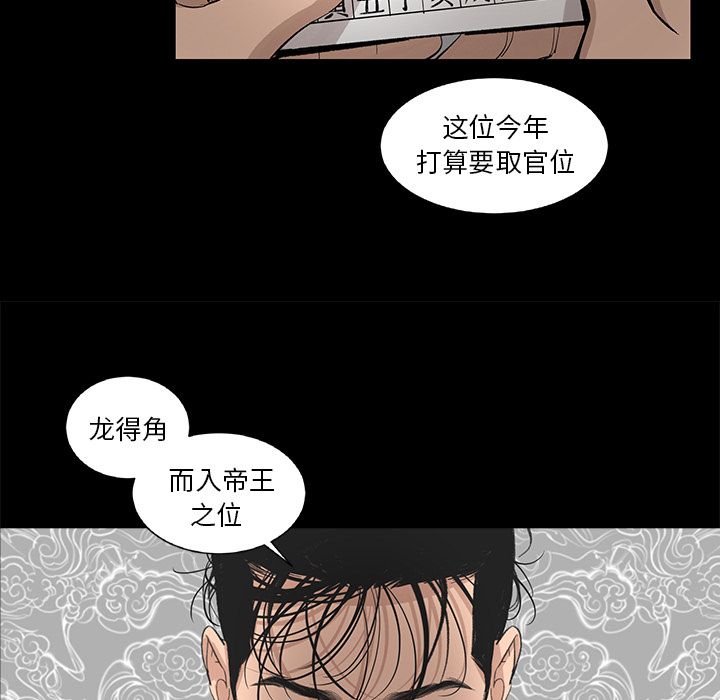 这位今年
打算要取官位
龙得角
而入帝王
之位